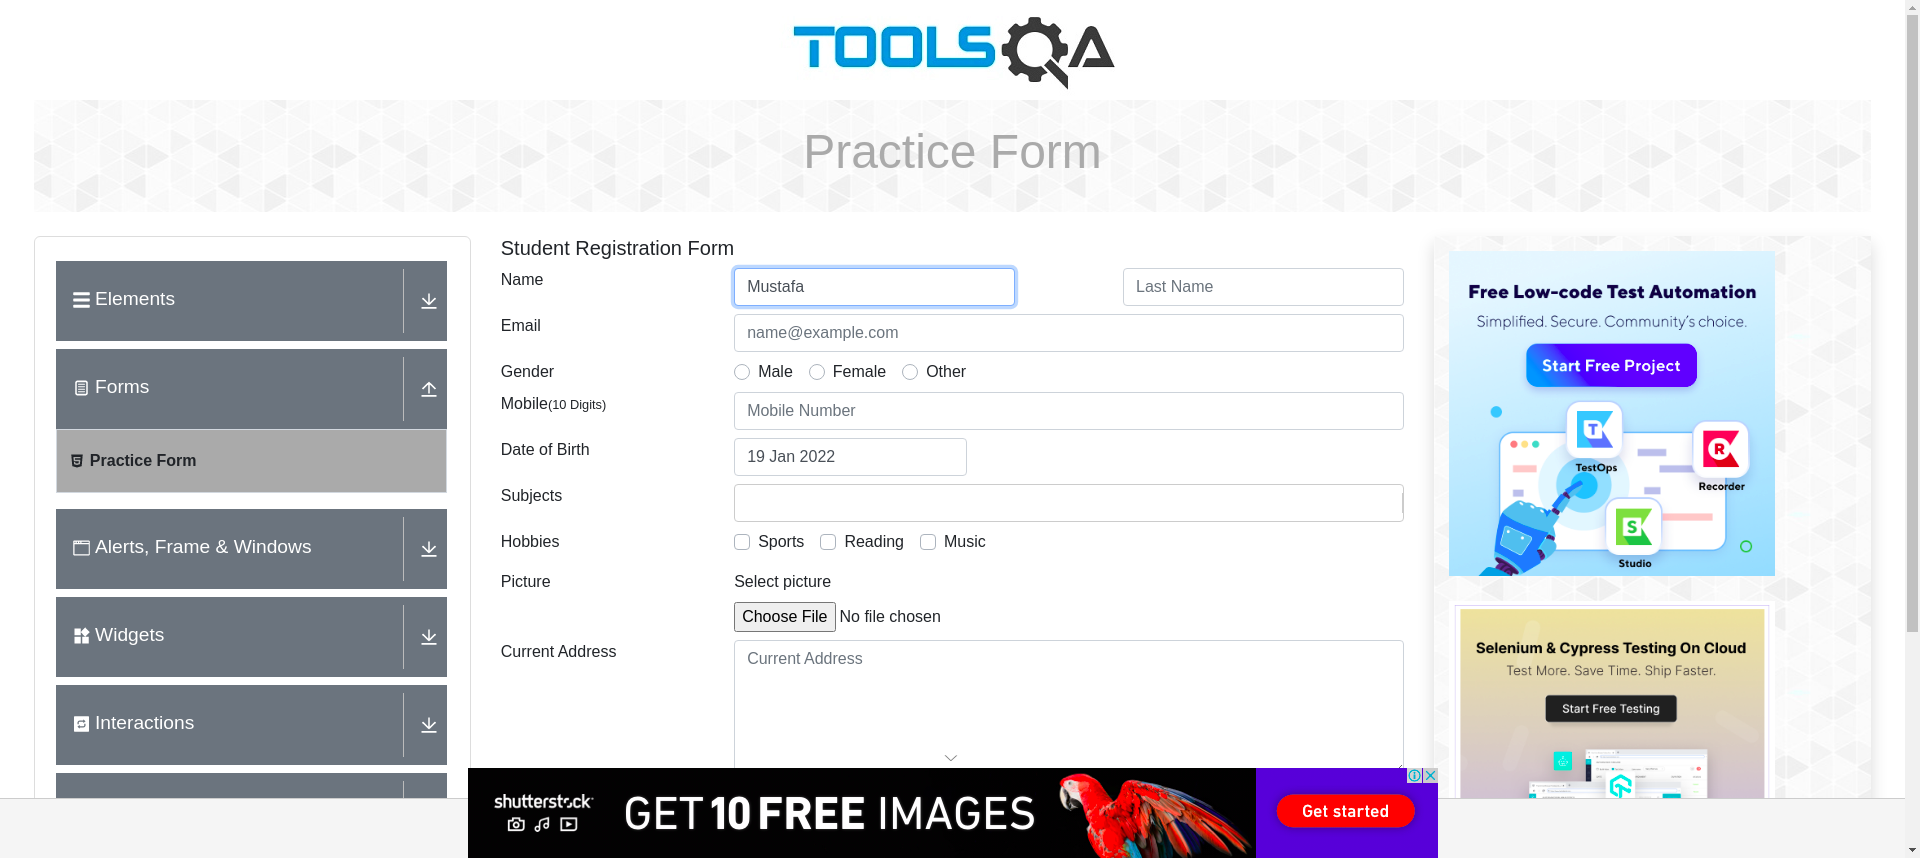 TOOLSQA
Practice Form
Elements
Forms
Practice Form
Alerts, Frame & Windows
Widgets
Interactions
Student Registration Form
Name
Mustafa
Last Name
Email
name@example.com
Gender
Male
Female
Other
Mobile(10 Digits)
Mobile Number
Date of Birth
19 Jan 2022
Subjects
Hobbies
Sports
Reading
Music
Picture
Select picture
Choose File No file chosen
Current Address
Current Address
Free Low-code Test Automation
Simplified. Secure. Community's choice.
Start Free Project
TestOps
Recorder
Studio
Selenium & Cypress Testing On Cloud
Test More. Save Time. Ship Faster.
Start Free Testing
shutterstock
GET 10 FREE IMAGES
Get started